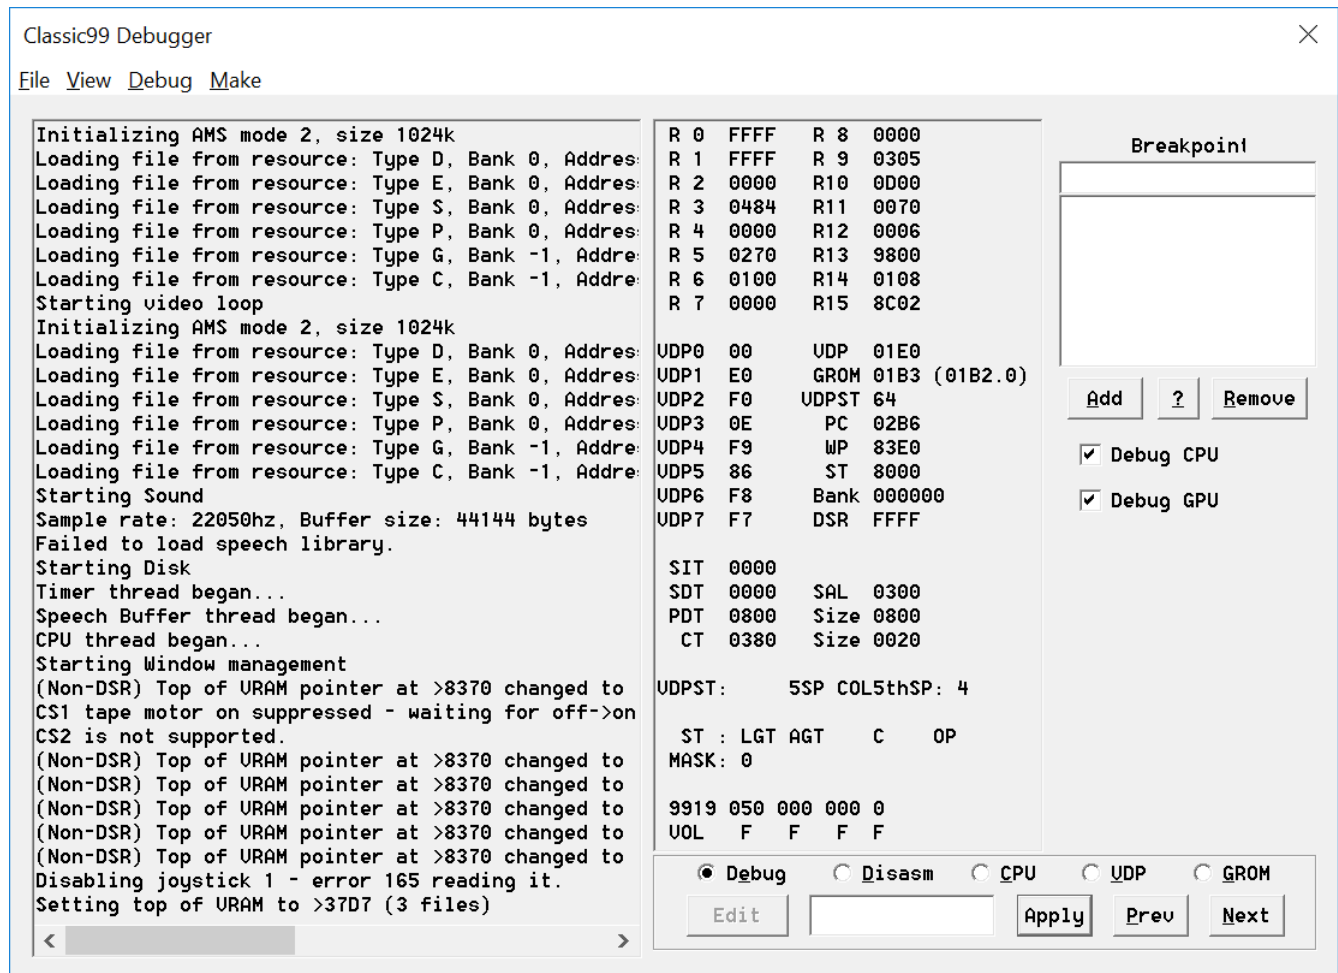 Classic99 Debugger
File View Debug Make
Initializing AMS mode 2, size 1024k
Loading file from resource: Type D, Bank 0, Addres
Loading file from resource: Type E, Bank 0, Addres
Loading file from resource: Type S, Bank 0, Addres
Loading file from resource: Type P, Bank 0, Addres
Loading file from resource: Type G, Bank -1, Addre
Loading file from resource: Type C, Bank -1, Addre
Starting video loop
Initializing AMS mode 2, size 1024k
Loading file from resource: Type D, Bank 0, Addres
Loading file from resource: Type E, Bank 0, Addres
Loading file from resource: Type S, Bank 0, Addres
Loading file from resource: Type P, Bank 0, Addres
Loading file from resource: Type G, Bank -1, Addre
Loading file from resource: Type C, Bank -1, Addre
Starting Sound
Sample rate: 22050hz, Buffer size: 44144 bytes
Failed to load speech library.
Starting Disk
Timer thread began...
Speech Buffer thread began...
CPU thread began...
Starting Window management
(Non-DSR) Top of VRAM pointer at >8370 changed to
CS1 tape motor on suppressed - waiting for off->on
CS2 is not supported.
(Non-DSR) Top of VRAM pointer at >8370 changed to
(Non-DSR) Top of VRAM pointer at >8370 changed to
(Non-DSR) Top of VRAM pointer at >8370 changed to
(Non-DSR) Top of VRAM pointer at >8370 changed to
(Non-DSR) Top of VRAM pointer at >8370 changed to
Disabling joystick 1 - error 165 reading it.
Setting top of VRAM to >37D7 (3 files)
R 0 FFFF R 8 0000
R 1 FFFF R 9 0305
R 2 0000 R10 0D00
R 3 0484 R11 0070
R 4 0000 R12 0006
R 5 0270 R13 9800
R 6 0100 R14 0108
R 7 0000 R15 8C02
VDP0 00 VDP 01E0
VDP1 E0 GROM 01B3 (01B2.0)
VDP2 F0 VDPST 64
VDP3 0E PC 02B6
VDP4 F9 WP 83E0
VDP5 86 ST 8000
VDP6 F8 Bank 000000
VDP7 F7 DSR FFFF
SIT 0000
SDT 0000 SAL 0300
PDT 0800 Size 0800
CT 0380 Size 0020
VDPST: 5SP COL5thSP: 4
ST : LGT AGT C OP
MASK: 0
9919 050 000 000 0
VOL F F F F
Breakpoint
Add ? Remove
Debug CPU
Debug GPU
Debug Disasm CPU VDP GROM
Edit Apply Prev Next